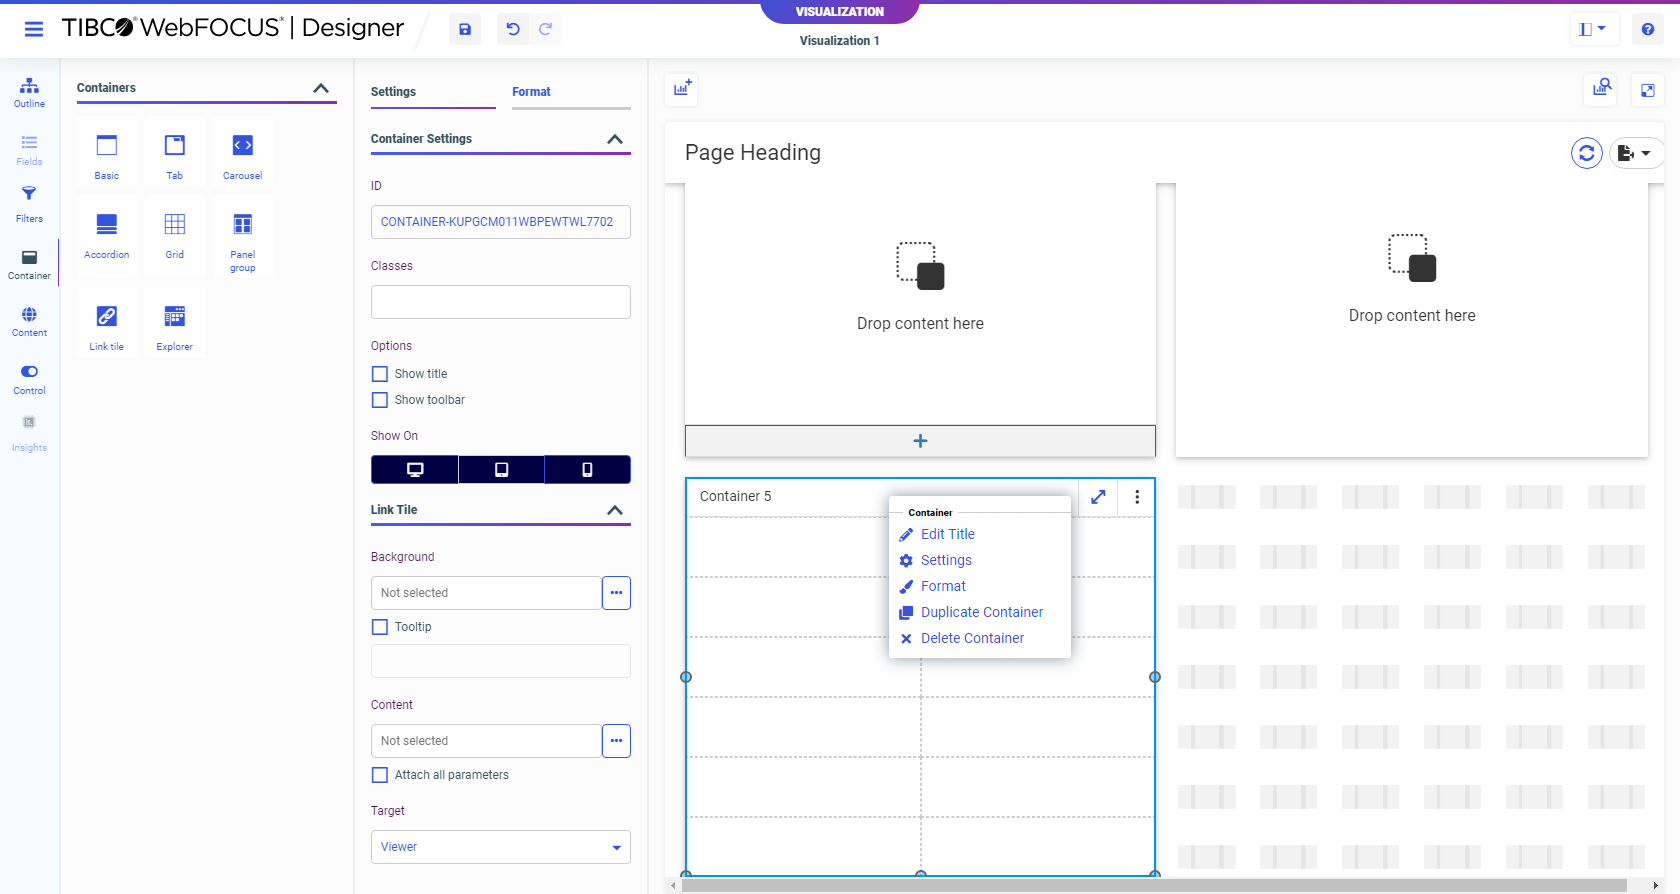 VISUALIZATION
TIBCO® WebFOCUS® | Designer
Visualization 1
Outline
Fields
Filters
Container
Content
Control
Insights
Containers
Basic
Tab
Carousel
Accordion
Grid
Panel
group
Link tile
Explorer
Settings
Format
Container Settings
ID
CONTAINER-KUPGCM011WBPEWTWL7702
Classes
Options
Show title
Show toolbar
Show On
Link Tile
Background
Not selected
Tooltip
Content
Not selected
Attach all parameters
Target
Viewer
Page Heading
Drop content here
Drop content here
Container 5
Container
Edit Title
Settings
Format
Duplicate Container
Delete Container